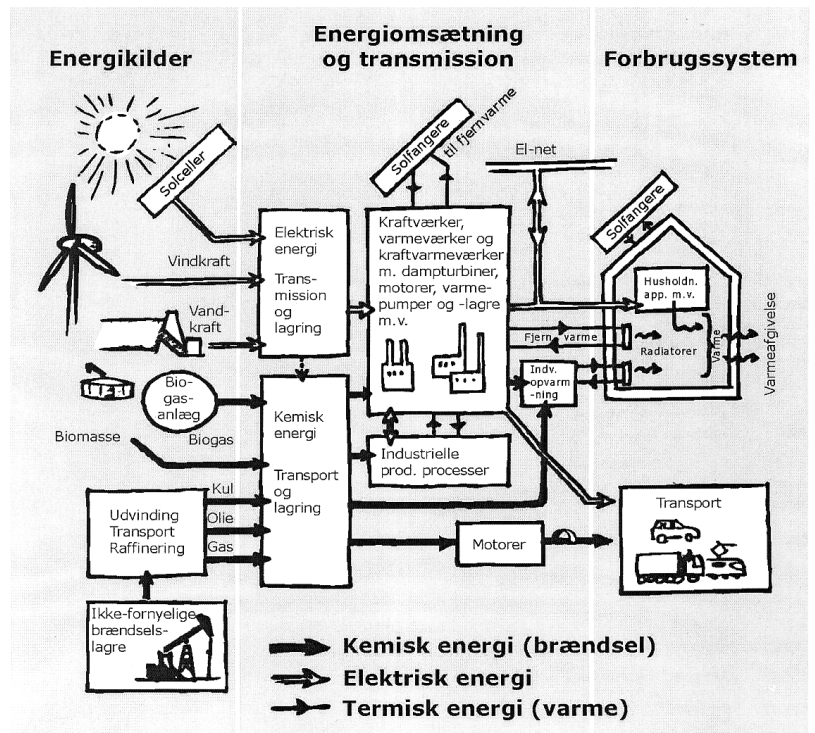 Energikilder
Energiomsætning
og transmission
Forbrugssystem
Solceller
Solfangere
til fjernvarme
El-net
Solfangere
Vindkraft
Vand-
kraft
Elektrisk
energi
Trans-
mission
og
lagring
Kraftværker,
varmeværker og
kraftvarmeværker
m. dampturbiner,
motorer, varme-
pumper og -lagre
m.v.
Husholdn.
app. m.v.
Fjern varme
Radiatorer
Varme
Varmeafgivelse
Indv.
opvarm
-ning
Bio-
gas-
anlæg
Biomasse
Biogas
Kemisk
energi
Transport
og
lagring
Industrielle
prod. processer
Kul
Olie
Gas
Udvinding
Transport
Raffinering
Motorer
Transport
Ikke-fornyelige
brændsels-
lagre
Kemisk energi (brændsel)
Elektrisk energi
Termisk energi (varme)